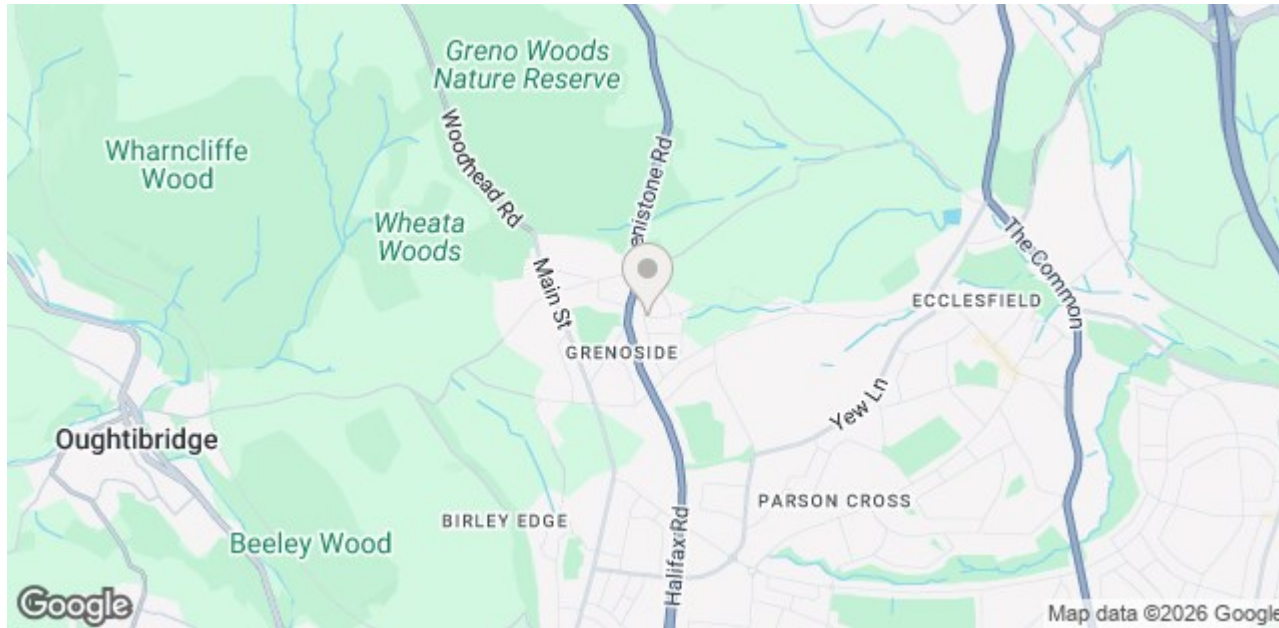 Greno Woods
Nature Reserve
Wharncliffe
Wood
Woodhead Rd
enistone Rd
Wheata
Woods
The Common
Main St
ECCLESFIELD
GRENOSIDE
Yew Ln
Oughtibridge
PARSON CROSS
BIRLEY EDGE
Beeley Wood
Halifax Rd
Google
Map data ©2026 Google